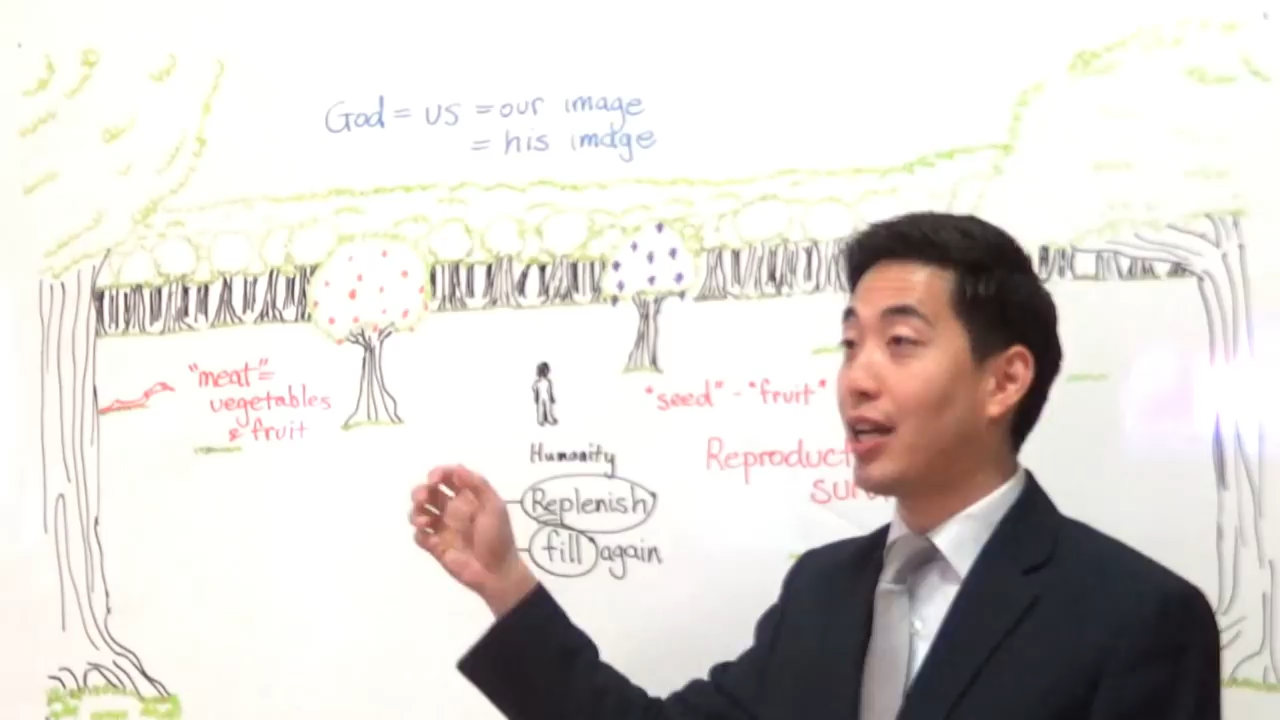 God = us = our image
= his image
"meat" =
vegetables
& fruit
"seed" - "fruit"
Humanity
Replenish
fill again